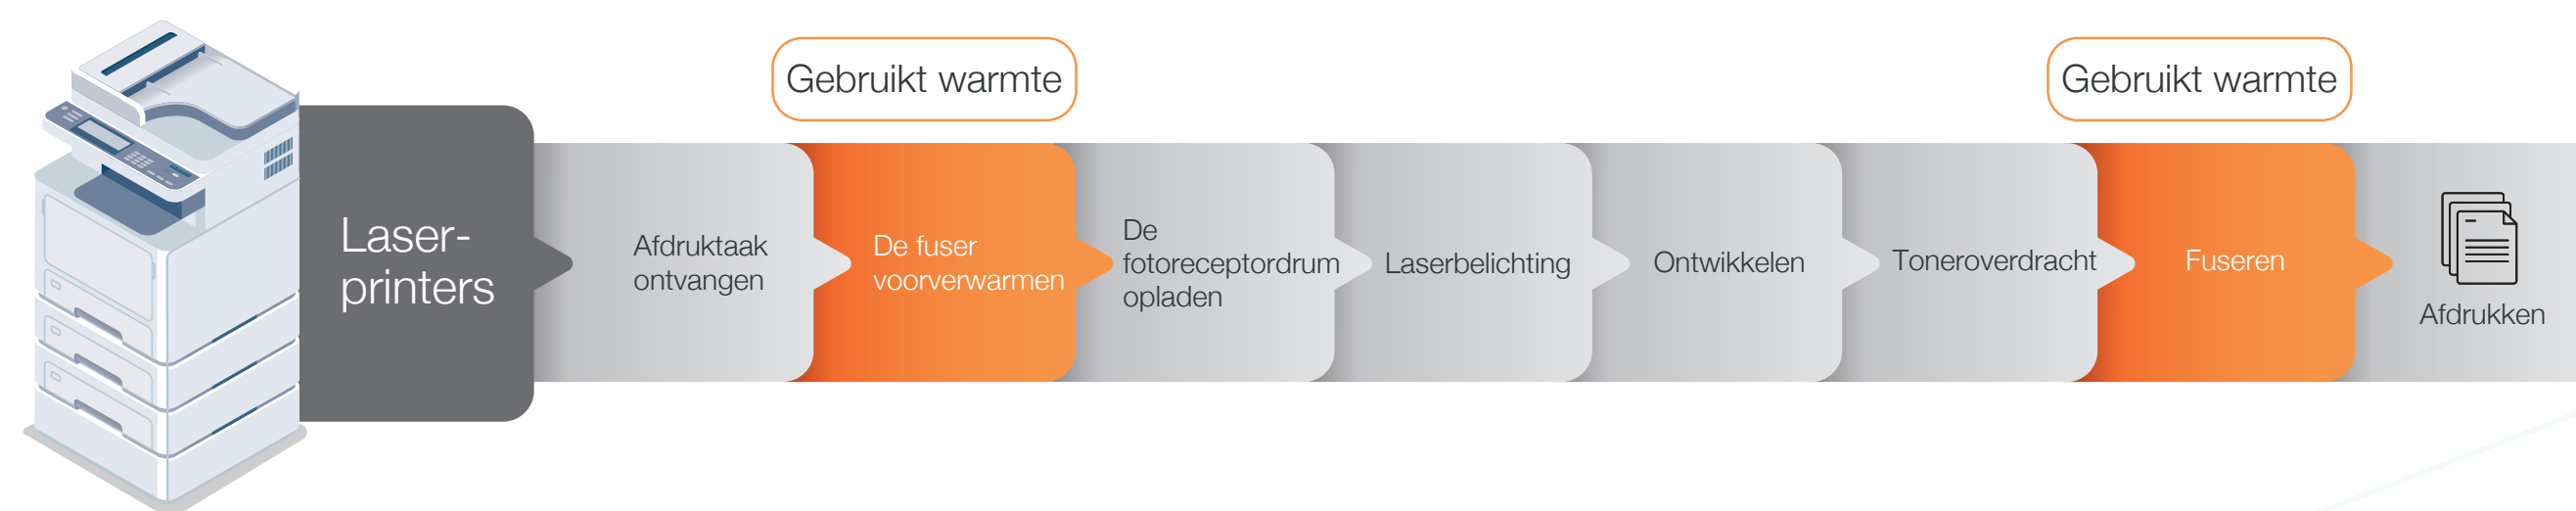 Gebruikt warmte
Gebruikt warmte
Laser-
printers
Afdruktaak
ontvangen
De fuser
voorverwarmen
De
fotoreceptordrum
opladen
Laserbelichting
Ontwikkelen
Toneroverdracht
Fuseren
Afdrukken